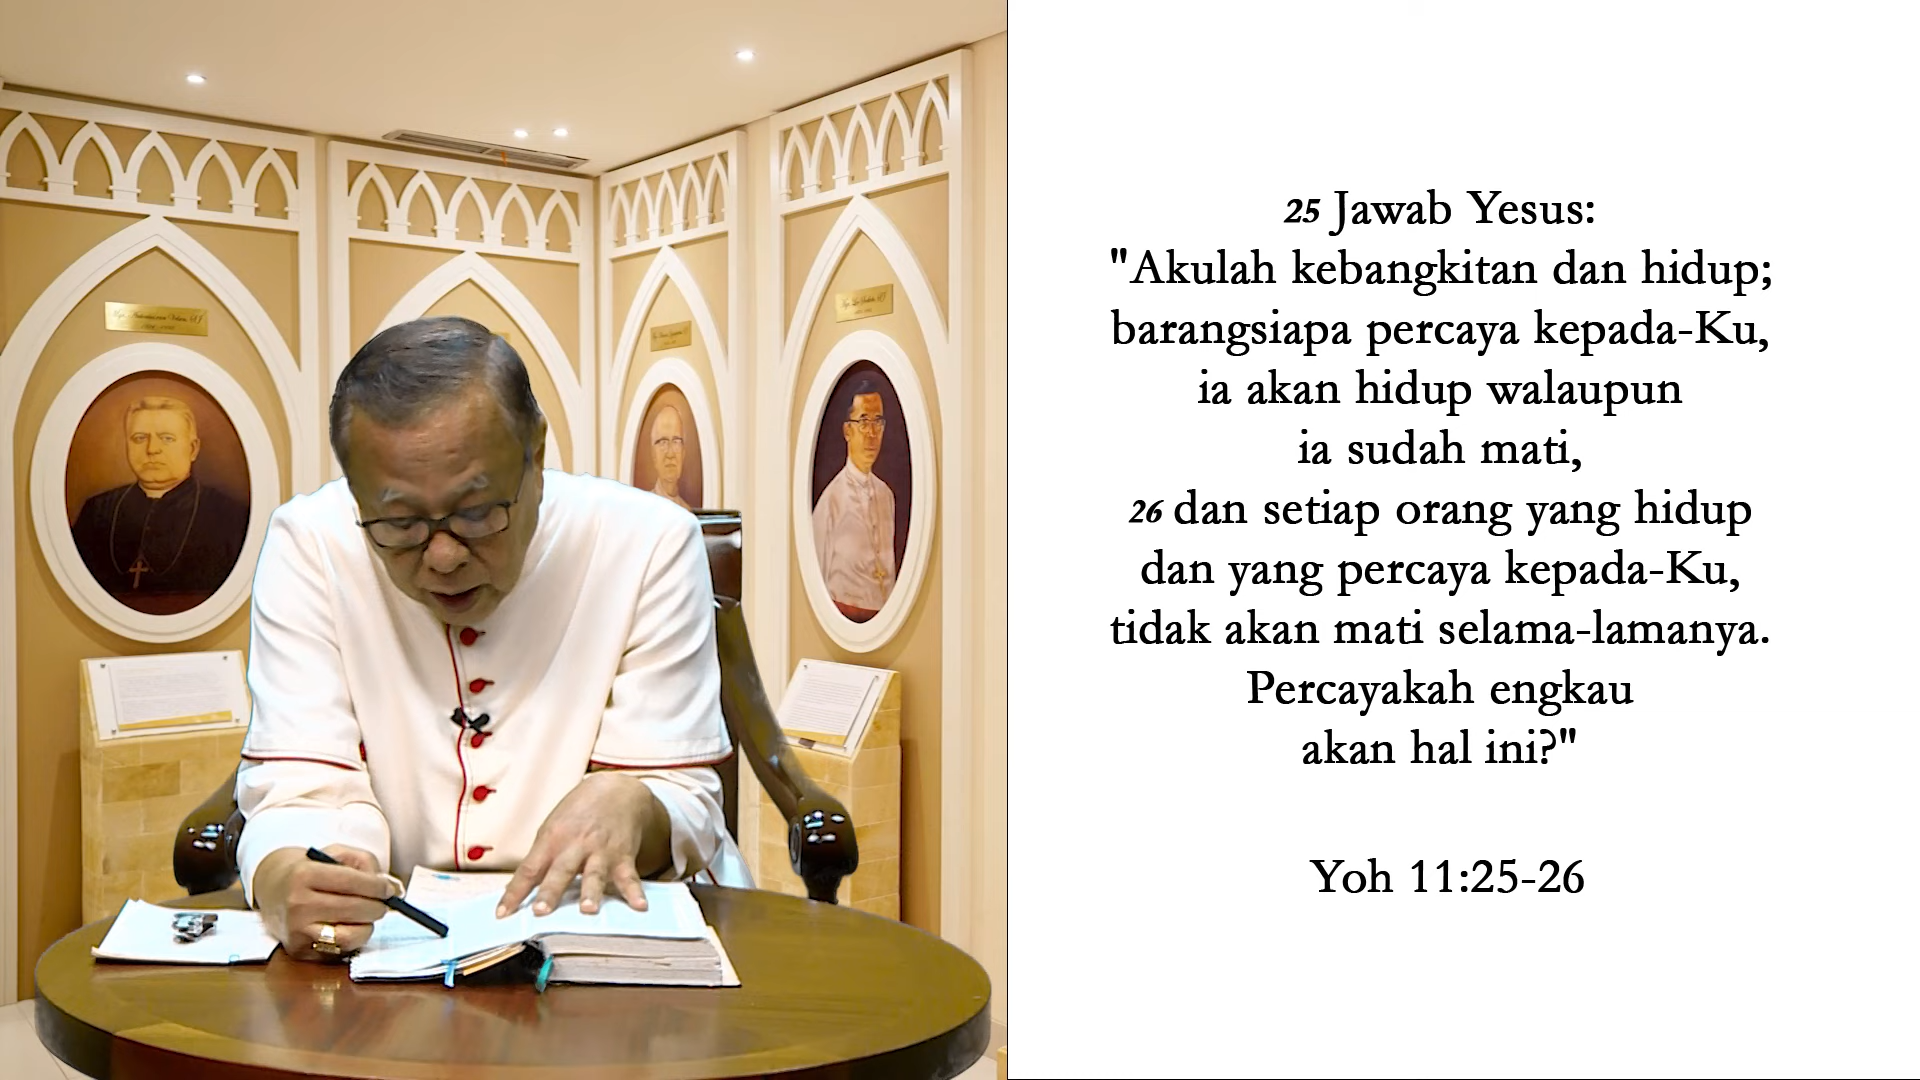 25 Jawab Yesus:
"Akulah kebangkitan dan hidup;
barangsiapa percaya kepada-Ku,
ia akan hidup walaupun
ia sudah mati,
26 dan setiap orang yang hidup
dan yang percaya kepada-Ku,
tidak akan mati selama-lamanya.
Percayakah engkau
akan hal ini?"
Yoh 11:25-26